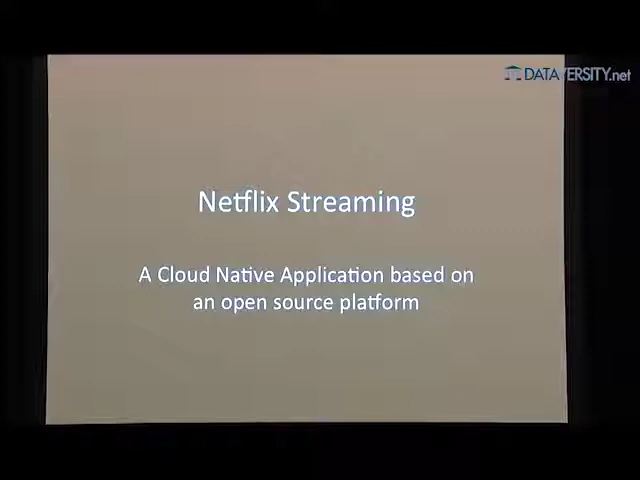 DATAVERSITY.net
Netflix Streaming
A Cloud Native Application based on
an open source platform